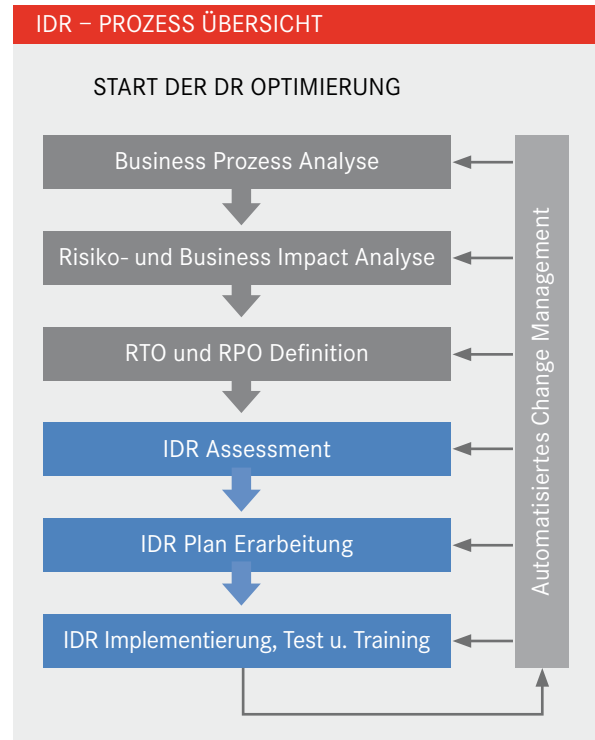 IDR – PROZESS ÜBERSICHT
START DER DR OPTIMIERUNG
Business Prozess Analyse
Risiko- und Business Impact Analyse
RTO und RPO Definition
IDR Assessment
IDR Plan Erarbeitung
IDR Implementierung, Test u. Training
Automatisiertes Change Management